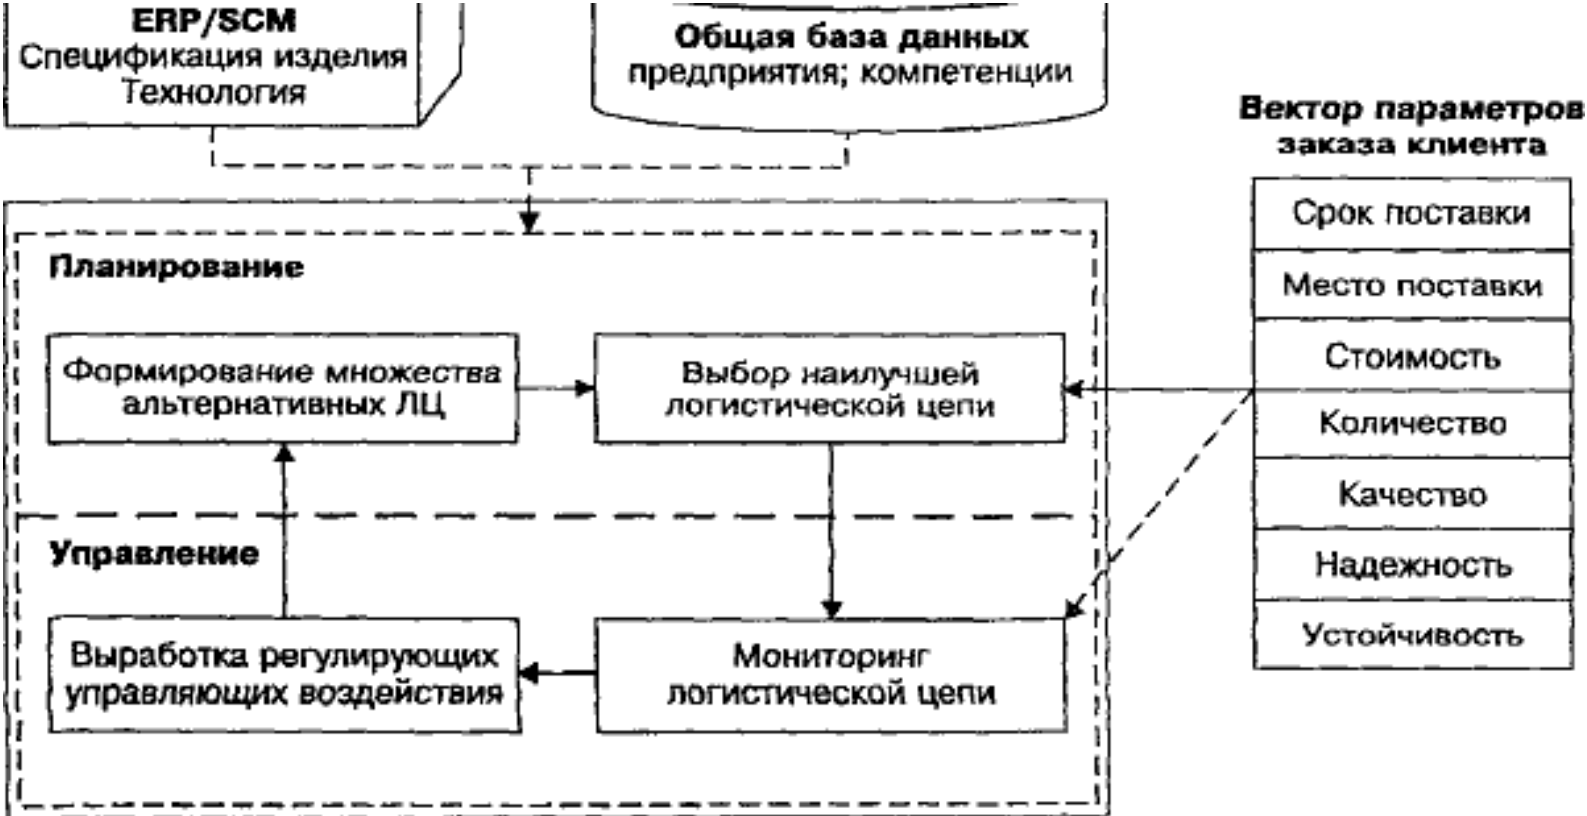 ERP/SCM
Спецификация изделия
Технология
Общая база данных
предприятия; компетенции
Вектор параметров
заказа клиента
Срок поставки
Место поставки
Стоимость
Количество
Качество
Надежность
Устойчивость
Планирование
Формирование множества
альтернативных ЛЦ
Выбор наилучшей
логистической цепи
Управление
Выработка регулирующих
управляющих воздействия
Мониторинг
логистической цепи